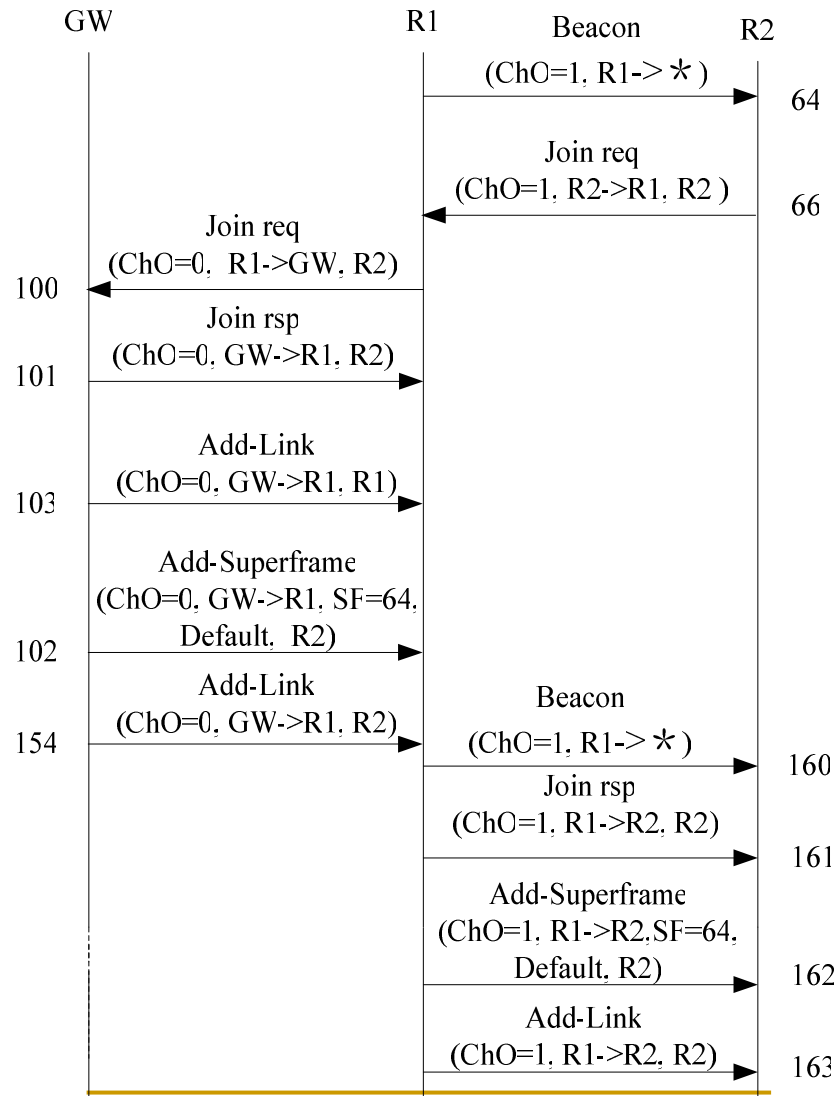 GW
R1
Beacon
R2
(ChO=1, R1-> * )
64
Join req
(ChO=1, R2->R1, R2 )
66
Join req
(ChO=0,  R1->GW, R2)
100
Join rsp
(ChO=0, GW->R1, R2)
101
Add-Link
(ChO=0, GW->R1, R1)
103
Add-Superframe
(ChO=0, GW->R1, SF=64,
Default,  R2)
102
Add-Link
(ChO=0, GW->R1, R2)
154
Beacon
(ChO=1, R1-> * )
160
Join rsp
(ChO=1, R1->R2, R2)
161
Add-Superframe
(ChO=1, R1->R2,SF=64,
Default, R2)
162
Add-Link
(ChO=1, R1->R2, R2)
163